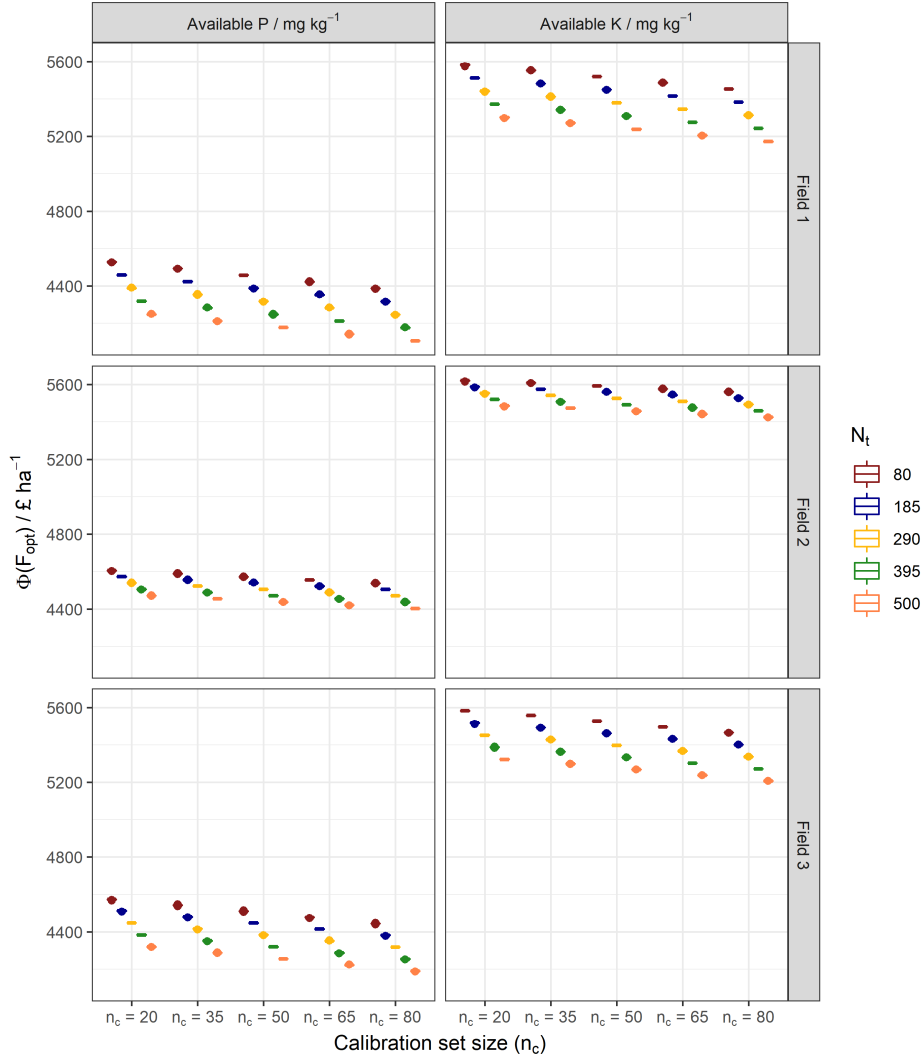 Available P / mg kg⁻¹
Available K / mg kg⁻¹
5600
5200
4800
4400
Field 1
5600
5200
4800
4400
Field 2
5600
5200
4800
4400
Field 3
Φ(F_opt) / £ ha⁻¹
N_t
80
185
290
395
500
n_c = 20 n_c = 35 n_c = 50 n_c = 65 n_c = 80
n_c = 20 n_c = 35 n_c = 50 n_c = 65 n_c = 80
Calibration set size (n_c)